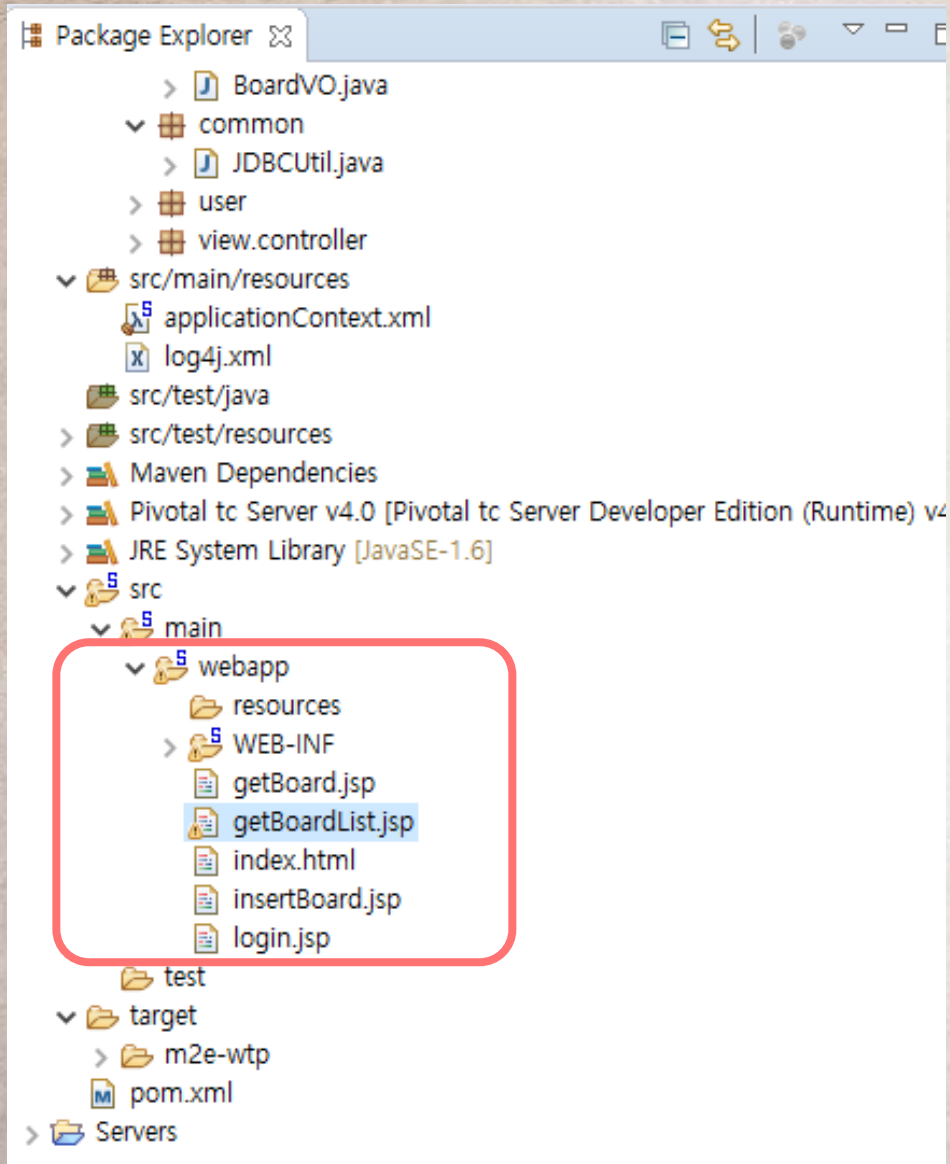 Package Explorer
BoardVO.java
common
JDBCUtil.java
user
view.controller
src/main/resources
applicationContext.xml
log4j.xml
src/test/java
src/test/resources
Maven Dependencies
Pivotal tc Server v4.0 [Pivotal tc Server Developer Edition (Runtime) v4
JRE System Library [JavaSE-1.6]
src
main
webapp
resources
WEB-INF
getBoard.jsp
getBoardList.jsp
index.html
insertBoard.jsp
login.jsp
test
target
m2e-wtp
pom.xml
Servers